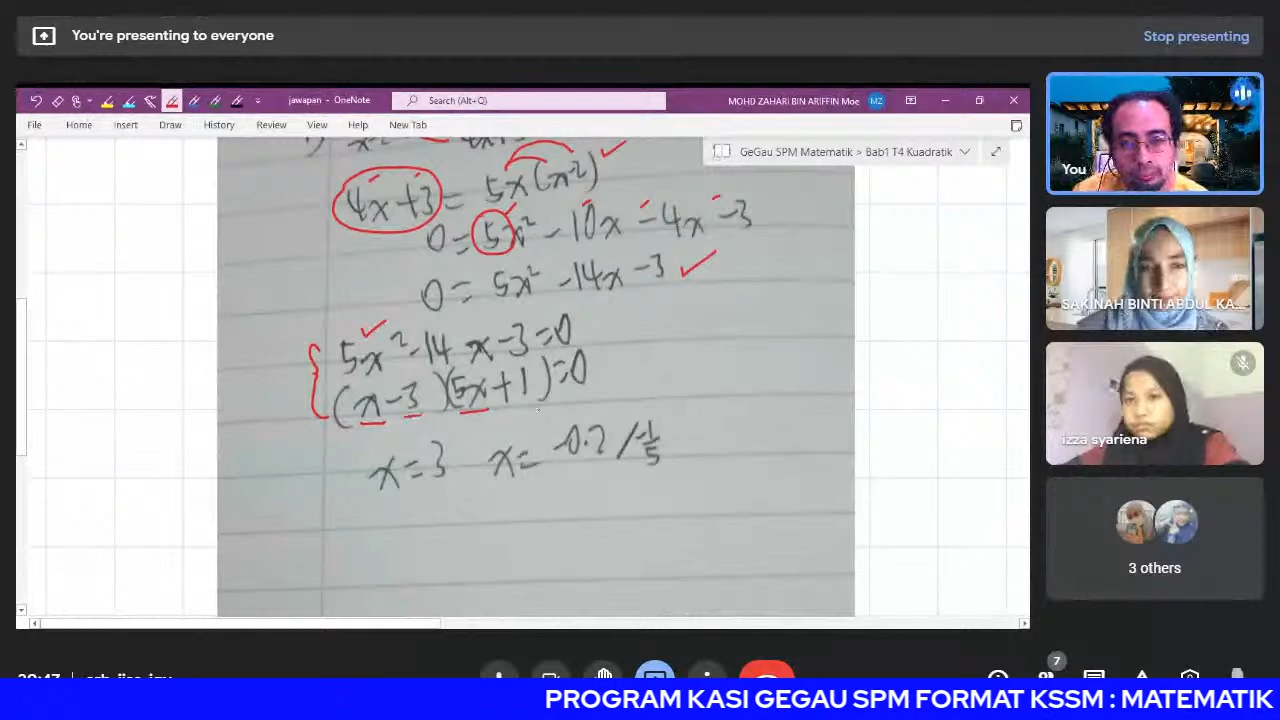 You're presenting to everyone
Stop presenting
jawapan - OneNote
Search (Alt+Q)
MOHD ZAHARI BIN ARIFFIN Moe
MZ
File Home Insert Draw History Review View Help New Tab
GeGau SPM Matematik > Bab1 T4 Kuadratik
4x+3 = 5x(x-2)
0 = 5x² - 10x - 4x - 3
0 = 5x² - 14x - 3
5x² - 14x - 3 = 0
(x - 3)(5x + 1) = 0
x = 3 x = -0.2 / -1/5
You
SAKINAH BINTI ABDUL KA...
izza syariena
3 others
7
PROGRAM KASI GEGAU SPM FORMAT KSSM : MATEMATIK